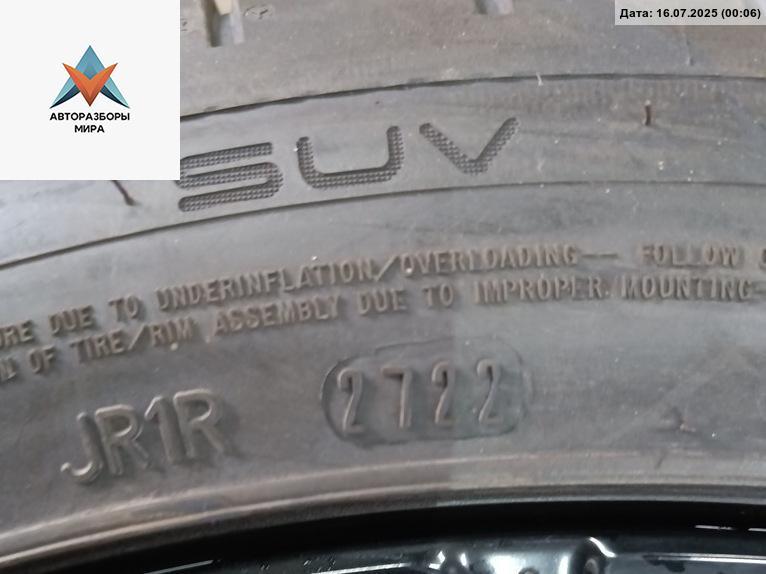 Дата: 16.07.2025 (00:06)
АВТОРАЗБОРЫ
МИРА
SUV
DUE TO UNDERINFLATION/OVERLOADING— FOLLOW
OF TIRE/RIM ASSEMBLY DUE TO IMPROPER MOUNTING—
JR1R 2722